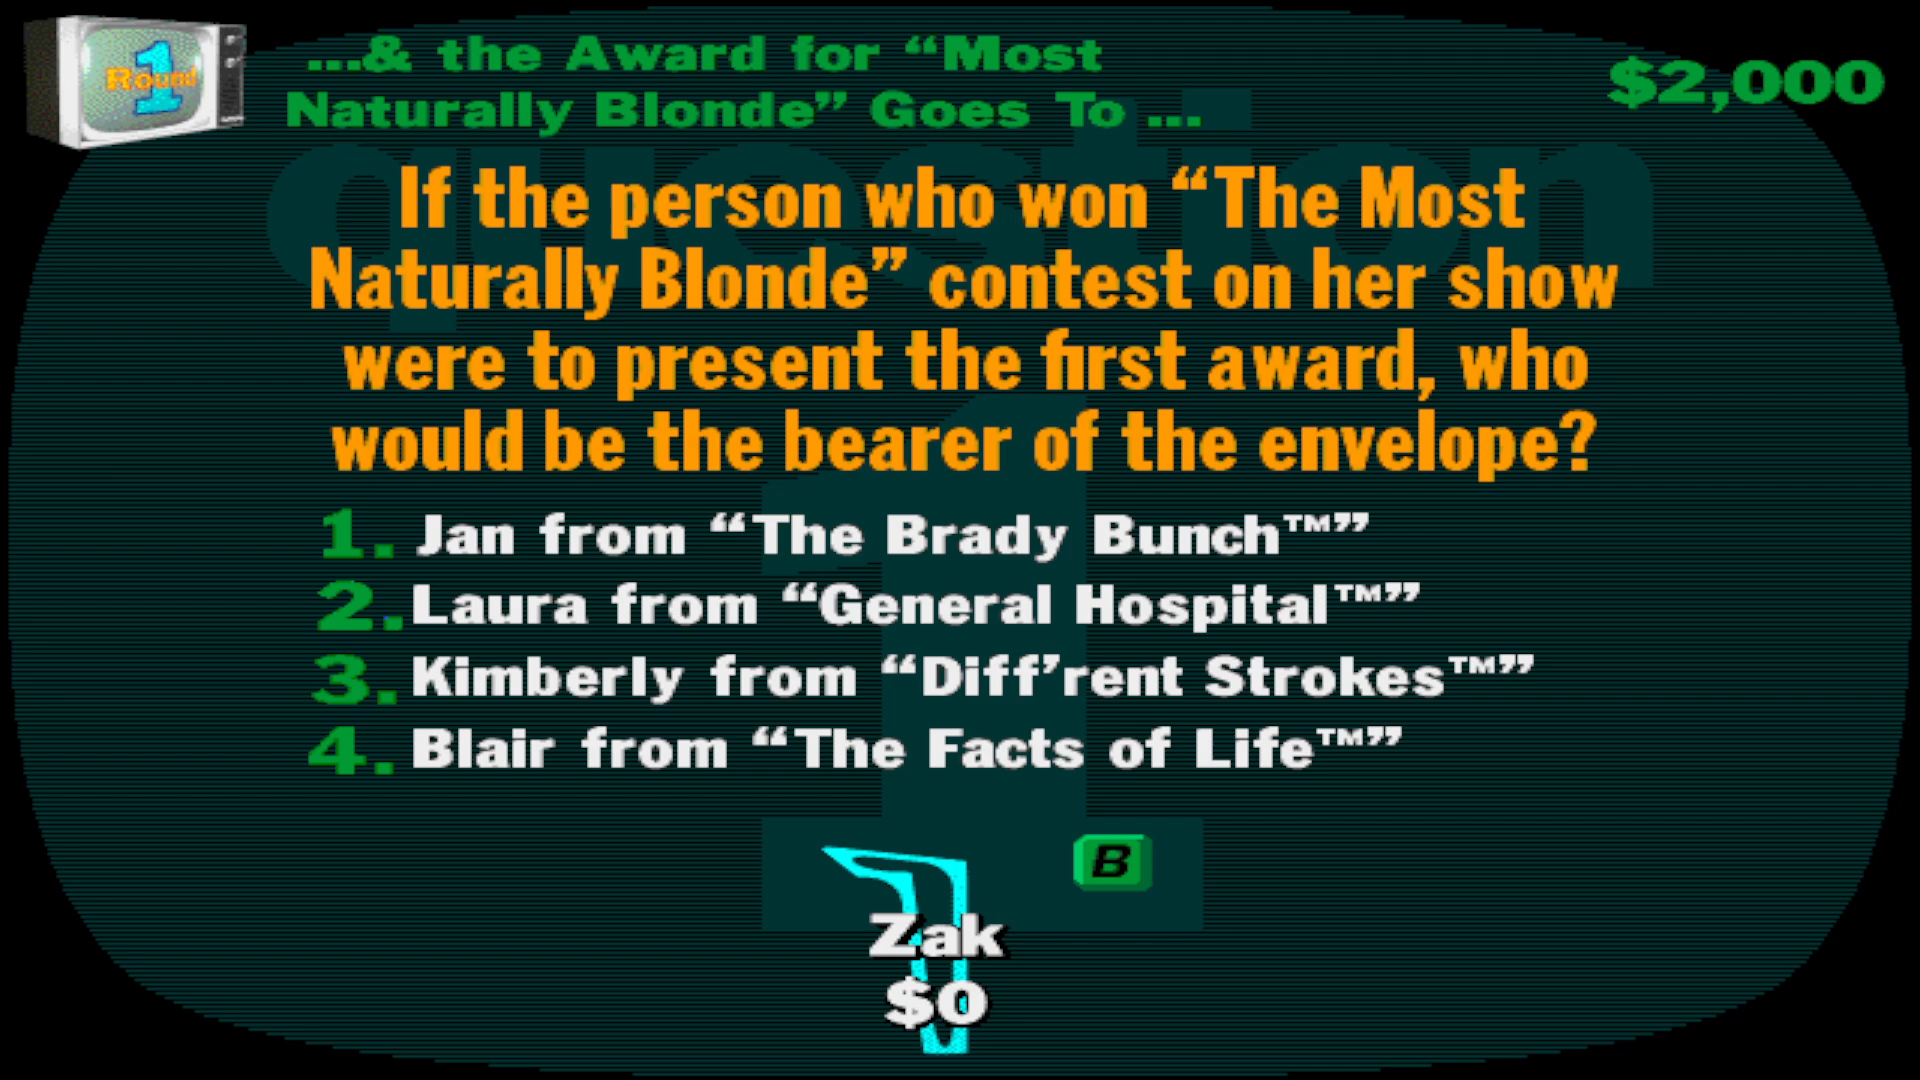 Round 1
...& the Award for “Most
Naturally Blonde” Goes To ...
$2,000
question
If the person who won “The Most
Naturally Blonde” contest on her show
were to present the first award, who
would be the bearer of the envelope?
1. Jan from “The Brady Bunch™”
2. Laura from “General Hospital™”
3. Kimberly from “Diff’rent Strokes™”
4. Blair from “The Facts of Life™”
1
B
Zak
$0